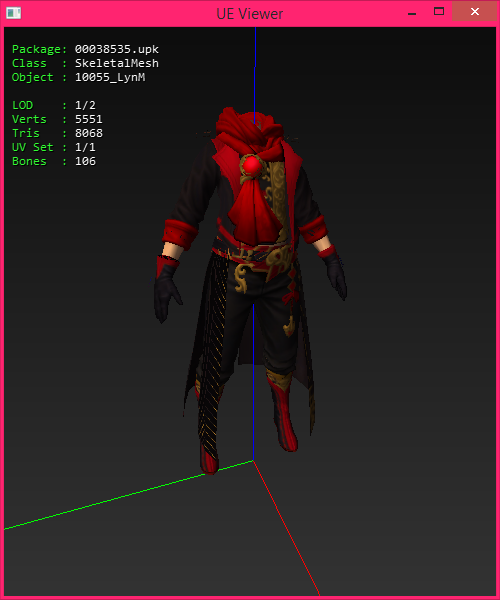 UE Viewer
Package: 00038535.upk
Class  : SkeletalMesh
Object : 10055_LynM
LOD    : 1/2
Verts  : 5551
Tris   : 8068
UV Set : 1/1
Bones  : 106